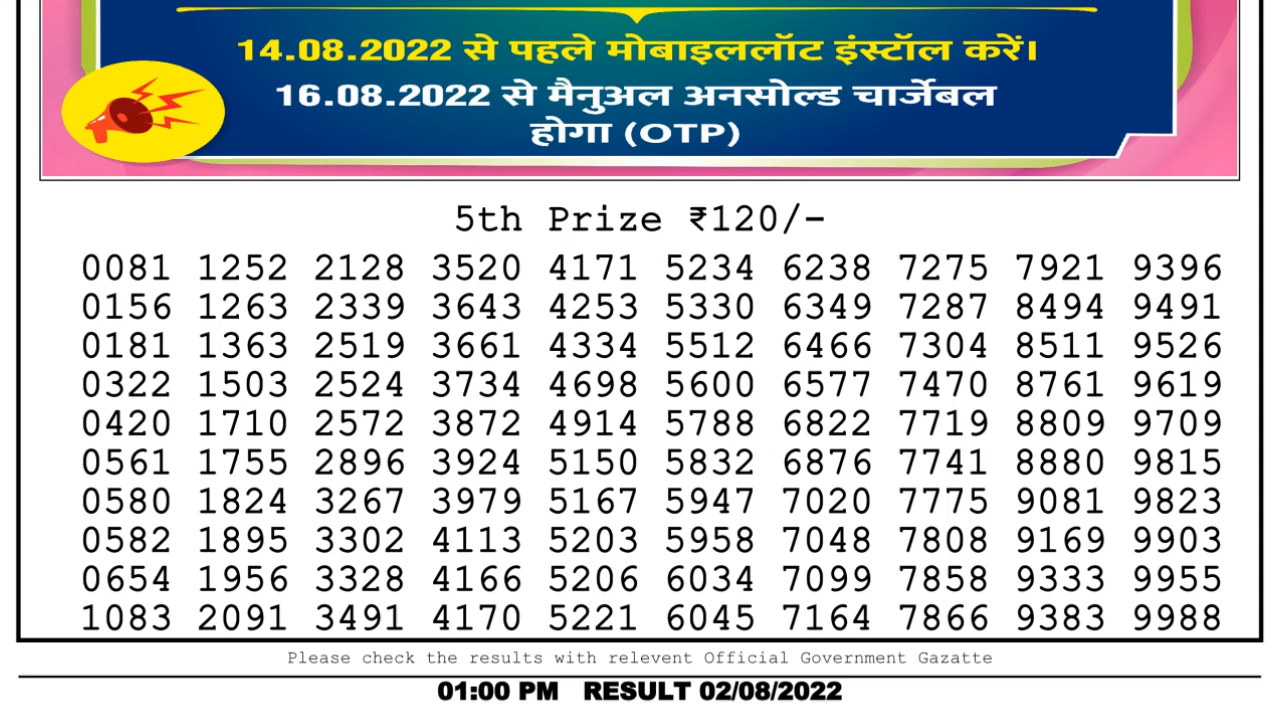 14.08.2022 से पहले मोबाइललॉट इंस्टॉल करें।
16.08.2022 से मैनुअल अनसोल्ड चार्जेबल
होगा (OTP)
5th Prize ₹120/-
0081 1252 2128 3520 4171 5234 6238 7275 7921 9396
0156 1263 2339 3643 4253 5330 6349 7287 8494 9491
0181 1363 2519 3661 4334 5512 6466 7304 8511 9526
0322 1503 2524 3734 4698 5600 6577 7470 8761 9619
0420 1710 2572 3872 4914 5788 6822 7719 8809 9709
0561 1755 2896 3924 5150 5832 6876 7741 8880 9815
0580 1824 3267 3979 5167 5947 7020 7775 9081 9823
0582 1895 3302 4113 5203 5958 7048 7808 9169 9903
0654 1956 3328 4166 5206 6034 7099 7858 9333 9955
1083 2091 3491 4170 5221 6045 7164 7866 9383 9988
Please check the results with relevent Official Government Gazatte
01:00 PM RESULT 02/08/2022